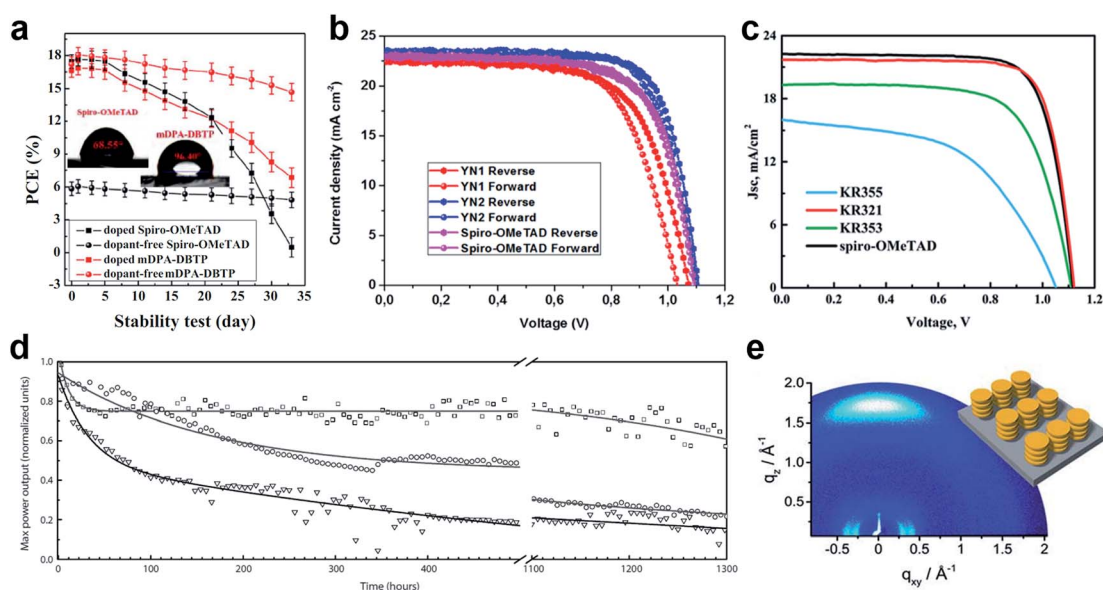 a
PCE (%)
18
15
12
9
6
3
0
-3
Spiro-OMeTAD
68.55°
mDPA-DBTP
96.40°
doped Spiro-OMeTAD
dopant-free Spiro-OMeTAD
doped mDPA-DBTP
dopant-free mDPA-DBTP
0 5 10 15 20 25 30 35
Stability test (day)
b
Current density (mA cm⁻²)
25
20
15
10
5
0
YN1 Reverse
YN1 Forward
YN2 Reverse
YN2 Forward
Spiro-OMeTAD Reverse
Spiro-OMeTAD Forward
0,0 0,2 0,4 0,6 0,8 1,0 1,2
Voltage (V)
c
Jsc, mA/cm²
24
18
12
6
0
KR355
KR321
KR353
spiro-OMeTAD
0.0 0.2 0.4 0.6 0.8 1.0 1.2
Voltage, V
d
Max power output (normalized units)
1.0
0.8
0.6
0.4
0.2
0.0
0 100 200 300 400 1100 1200 1300
Time (hours)
e
q_z / Å⁻¹
2.0
1.5
1.0
0.5
-0.5 0 0.5 1 1.5 2
q_xy / Å⁻¹